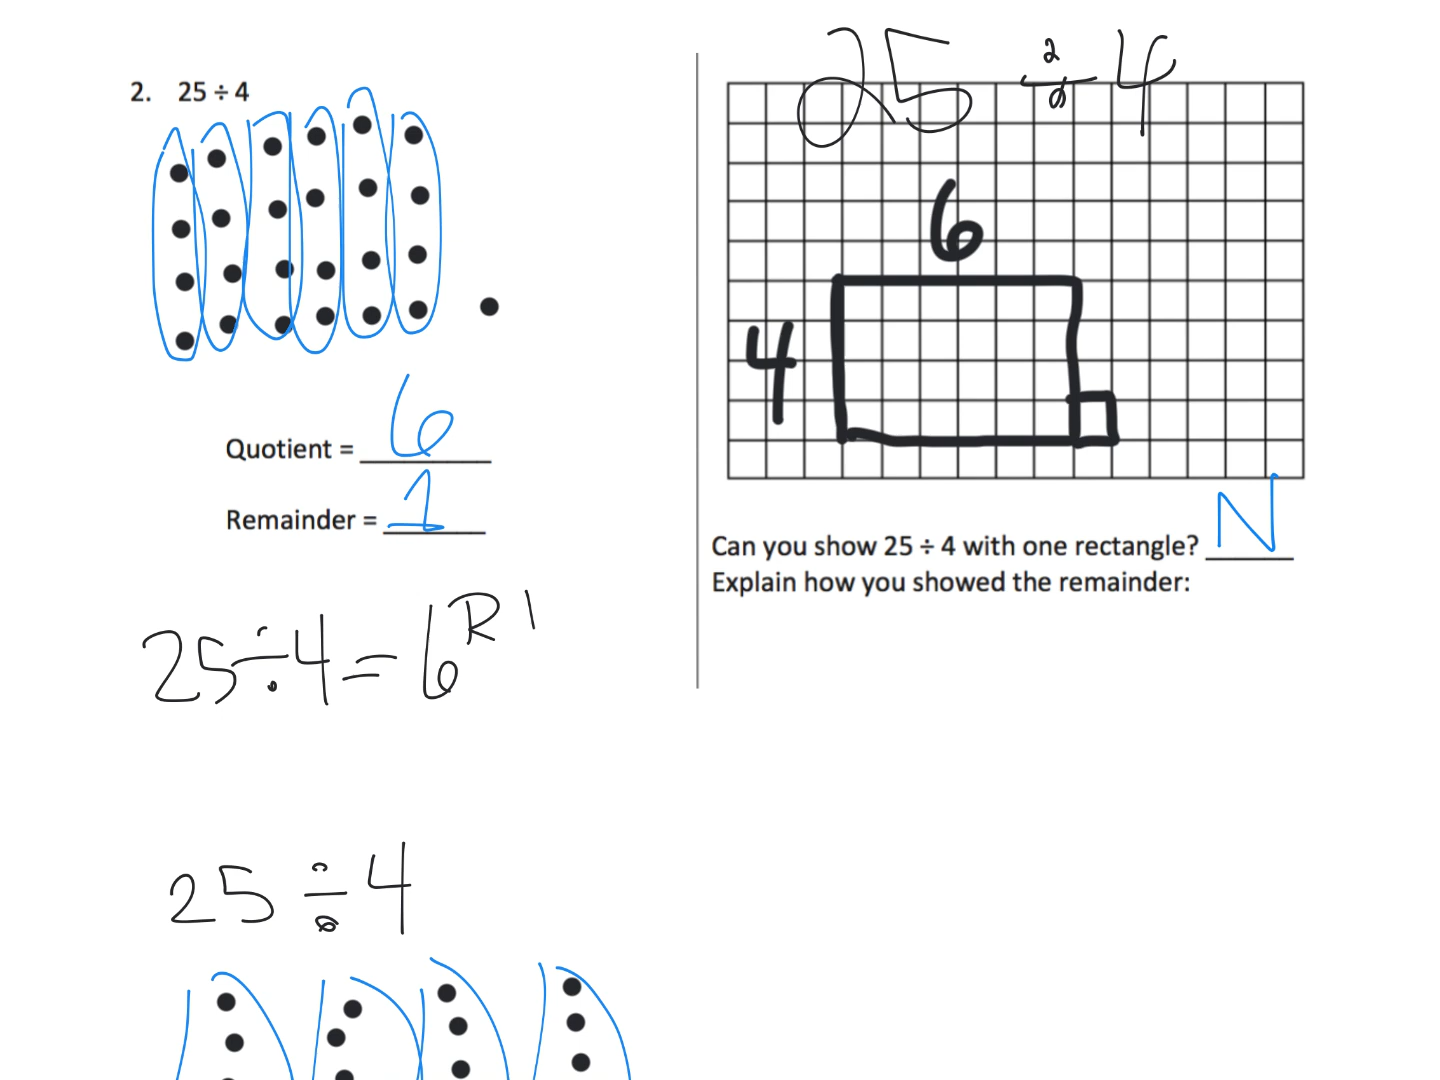 2. 25 ÷ 4
Quotient = 6
Remainder = 1
25 ÷ 4 = 6 R 1
25 ÷ 4
25 ÷ 4
6
4
Can you show 25 ÷ 4 with one rectangle? N
Explain how you showed the remainder: